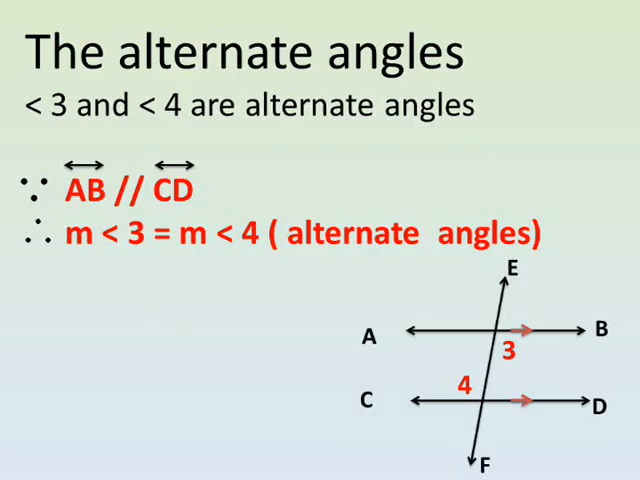 The alternate angles
< 3 and < 4 are alternate angles
∵ AB // CD
∴ m < 3 = m < 4 ( alternate angles)
E
A B
3
4
C D
F